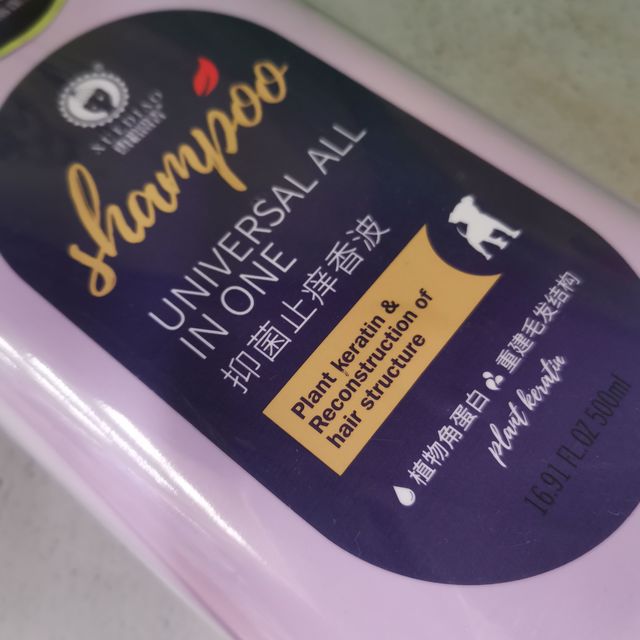 shampoo
UNIVERSAL ALL
IN ONE
抑菌止痒香波
Plant keratin &
Reconstruction of
hair structure
植物角蛋白 重建毛发结构
plant keratin
16.91 FL OZ 500ml